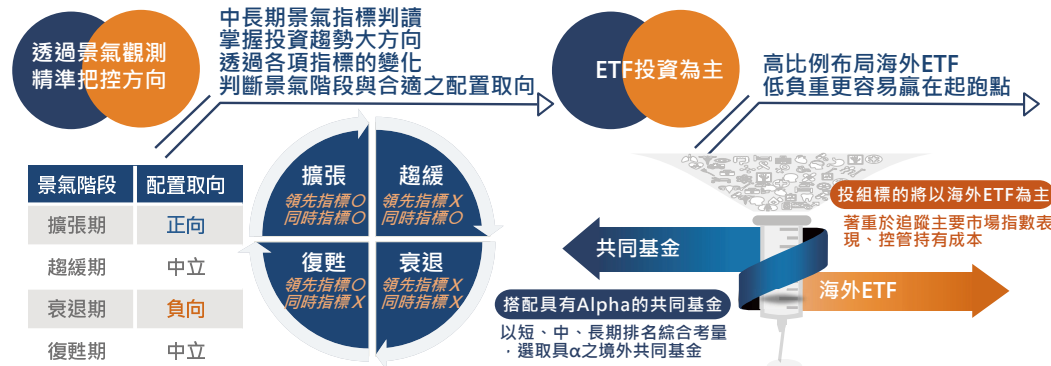 透過景氣觀測
精準把控方向
中長期景氣指標判讀
掌握投資趨勢大方向
透過各項指標的變化
判斷景氣階段與合適之配置取向
景氣階段 配置取向
擴張期 正向
趨緩期 中立
衰退期 負向
復甦期 中立
擴張
領先指標O
同時指標O
趨緩
領先指標X
同時指標O
復甦
領先指標O
同時指標X
衰退
領先指標X
同時指標X
ETF投資為主
高比例布局海外ETF
低負重更容易贏在起跑點
投組標的將以海外ETF為主
著重於追蹤主要市場指數表
現、控管持有成本
共同基金
海外ETF
搭配具有Alpha的共同基金
以短、中、長期排名綜合考量
，選取具α之境外共同基金